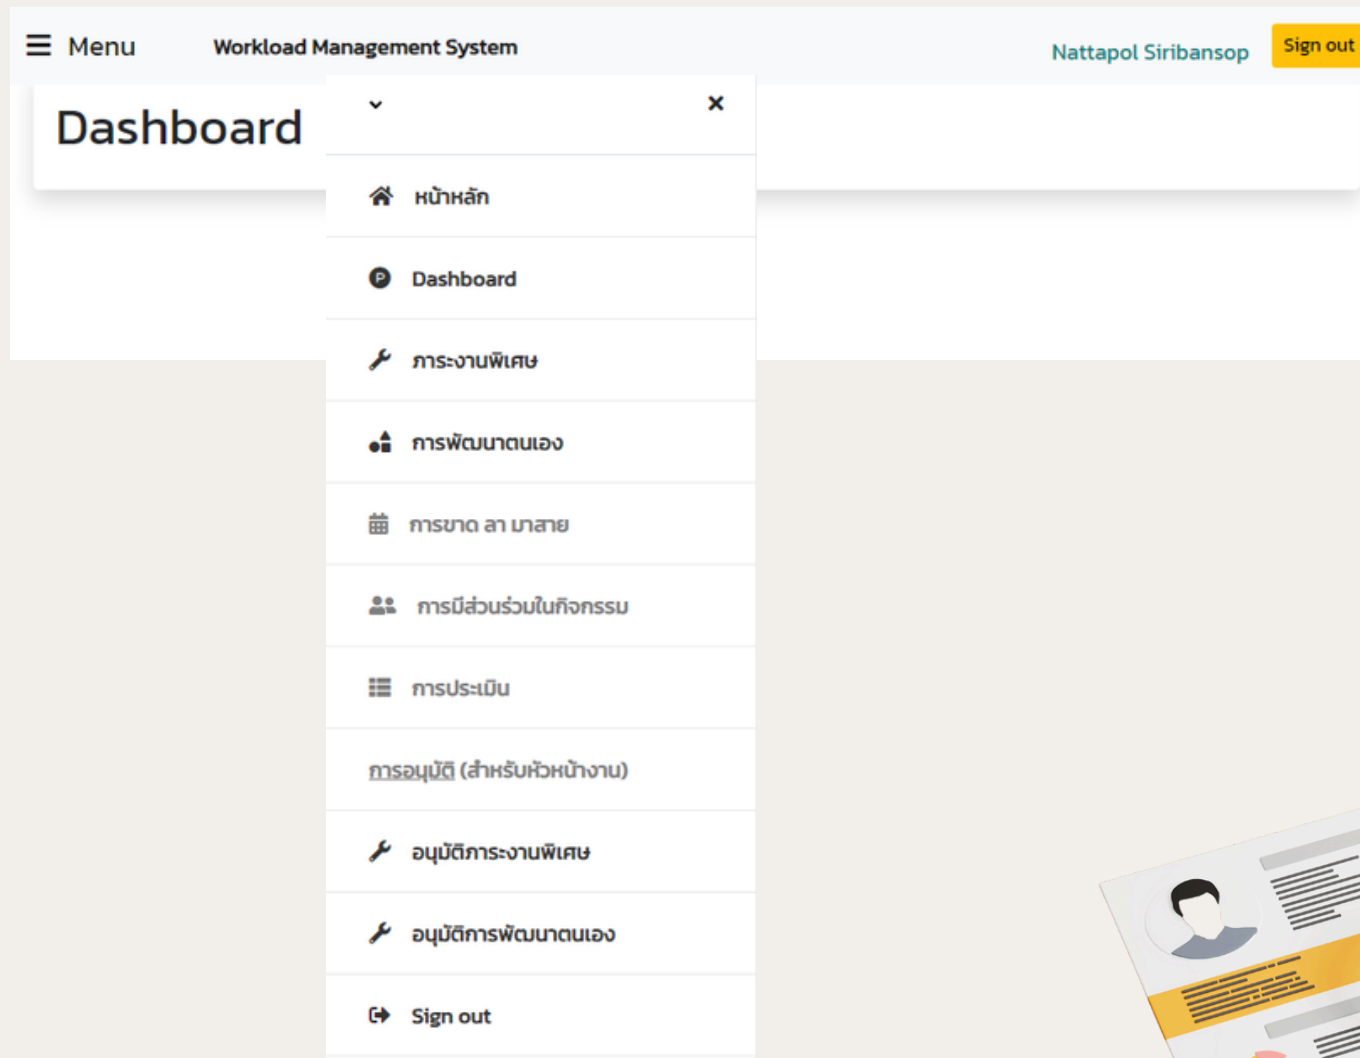 Menu
Workload Management System
Nattapol Siribansop
Sign out
Dashboard
หน้าหลัก
Dashboard
ภาระงานพิเศษ
การพัฒนาตนเอง
การขาด ลา มาสาย
การมีส่วนร่วมในกิจกรรม
การประเมิน
การอนุมัติ (สำหรับหัวหน้างาน)
อนุมัติภาระงานพิเศษ
อนุมัติการพัฒนาตนเอง
Sign out